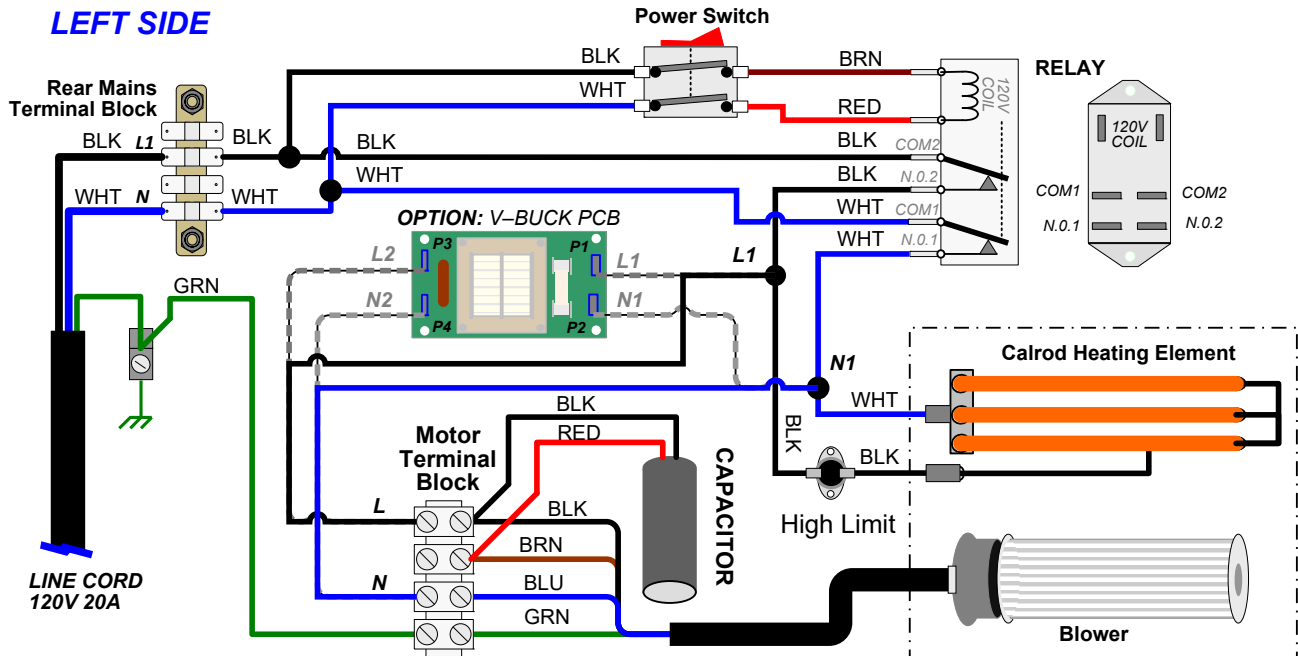 LEFT SIDE
Power Switch
Rear Mains
Terminal Block
BLK
WHT
BRN
RED
RELAY
120V
COIL
120V
COIL
BLK L1
BLK
BLK
BLK COM2
BLK N.0.2
WHT COM1
WHT N.0.1
COM1
COM2
N.0.1
N.0.2
WHT N
WHT
WHT
OPTION: V–BUCK PCB
P3
P1
P4
P2
L2
N2
L1
N1
L1
GRN
N1
Calrod Heating Element
WHT
BLK
BLK
High Limit
BLK
RED
Motor
Terminal
Block
CAPACITOR
L
BLK
BRN
N
BLU
GRN
LINE CORD
120V 20A
Blower